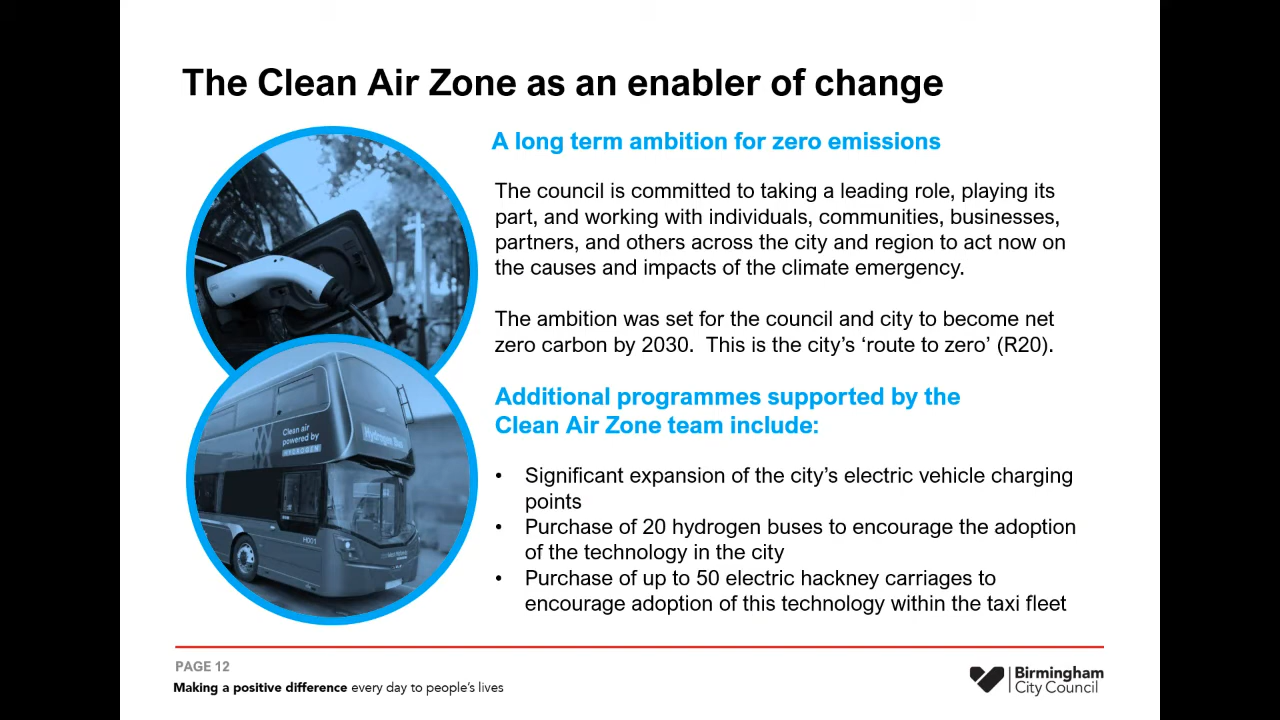 The Clean Air Zone as an enabler of change
A long term ambition for zero emissions
The council is committed to taking a leading role, playing its
part, and working with individuals, communities, businesses,
partners, and others across the city and region to act now on
the causes and impacts of the climate emergency.
The ambition was set for the council and city to become net
zero carbon by 2030.  This is the city’s ‘route to zero’ (R20).
Additional programmes supported by the
Clean Air Zone team include:
• Significant expansion of the city’s electric vehicle charging
points
• Purchase of 20 hydrogen buses to encourage the adoption
of the technology in the city
• Purchase of up to 50 electric hackney carriages to
encourage adoption of this technology within the taxi fleet
Clean air
powered by
HYDROGEN
Hydrogen Bus
H001
PAGE 12
Making a positive difference every day to people’s lives
Birmingham
City Council